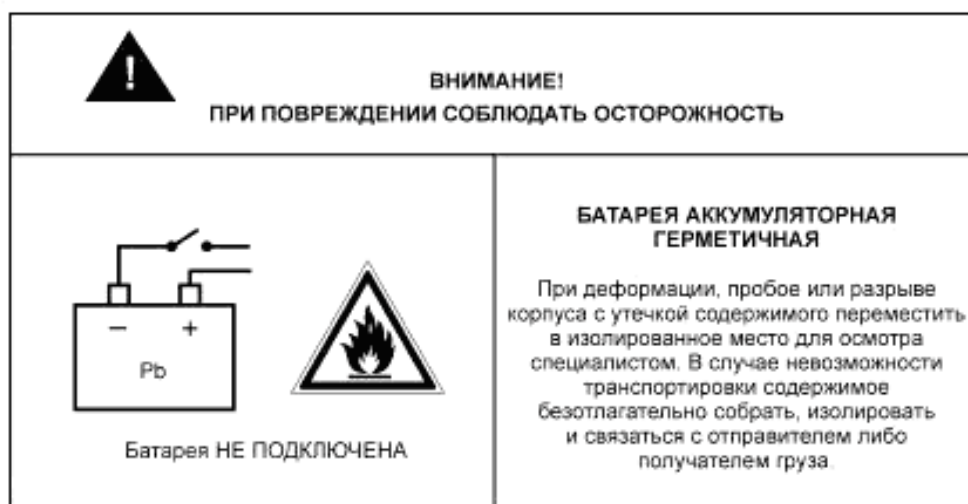 !
ВНИМАНИЕ!
ПРИ ПОВРЕЖДЕНИИ СОБЛЮДАТЬ ОСТОРОЖНОСТЬ
− +
Pb
Батарея НЕ ПОДКЛЮЧЕНА
БАТАРЕЯ АККУМУЛЯТОРНАЯ
ГЕРМЕТИЧНАЯ
При деформации, пробое или разрыве
корпуса с утечкой содержимого переместить
в изолированное место для осмотра
специалистом. В случае невозможности
транспортировки содержимое
безотлагательно собрать, изолировать
и связаться с отправителем либо
получателем груза.